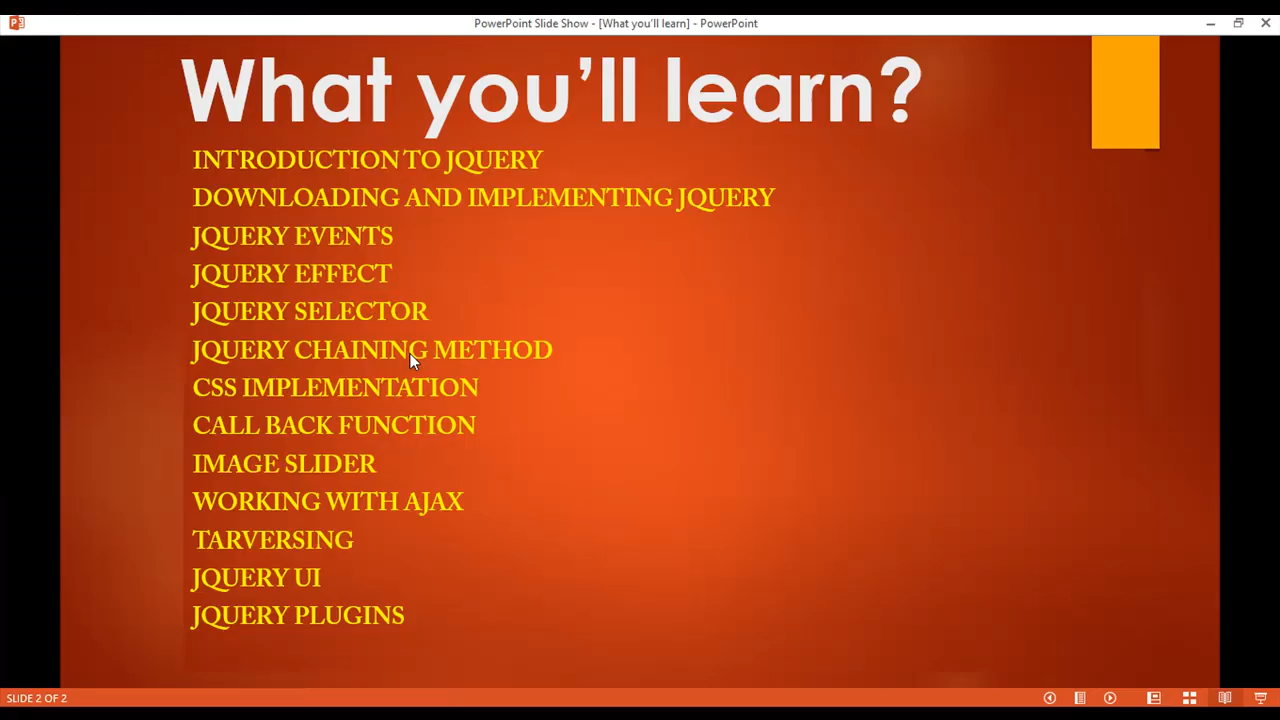 PowerPoint Slide Show - [What you'll learn] - PowerPoint
What you’ll learn?
INTRODUCTION TO JQUERY
DOWNLOADING AND IMPLEMENTING JQUERY
JQUERY EVENTS
JQUERY EFFECT
JQUERY SELECTOR
JQUERY CHAINING METHOD
CSS IMPLEMENTATION
CALL BACK FUNCTION
IMAGE SLIDER
WORKING WITH AJAX
TARVERSING
JQUERY UI
JQUERY PLUGINS
SLIDE 2 OF 2